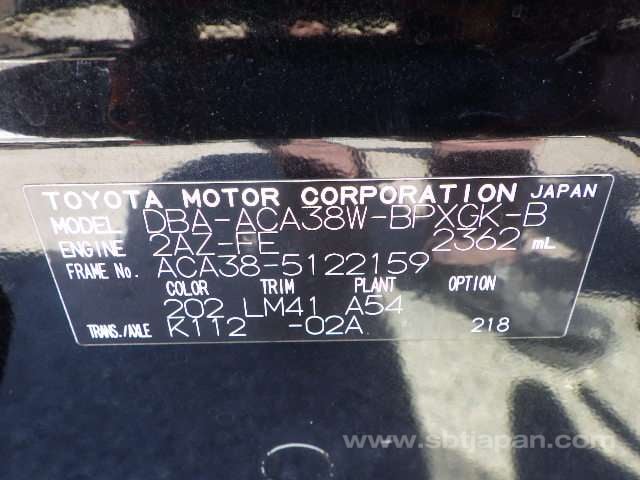 TOYOTA MOTOR CORPORATION JAPAN
MODEL DBA-ACA38W-BPXGK-B
ENGINE 2AZ-FE 2362 mL
FRAME No. ACA38-5122159
COLOR TRIM PLANT OPTION
202 LM41 A54
TRANS./AXLE K112 -02A 218
www.sbtjapan.com